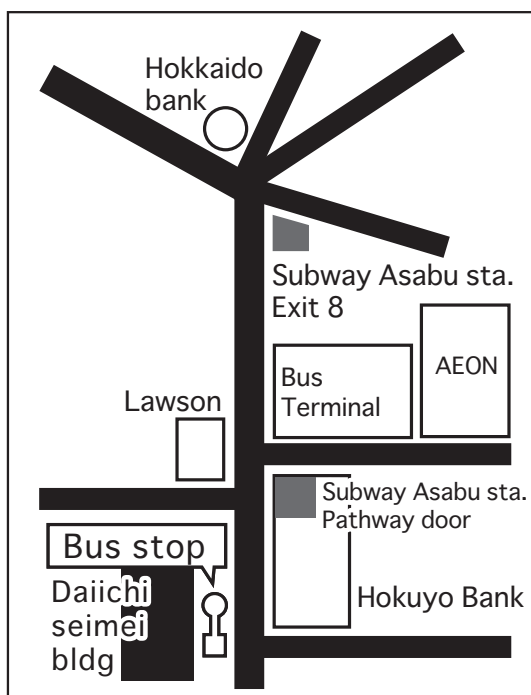 Hokkaido
bank
Subway Asabu sta.
Exit 8
Bus
Terminal
AEON
Lawson
Subway Asabu sta.
Pathway door
Bus stop
Daiichi
seimei
bldg
Hokuyo Bank